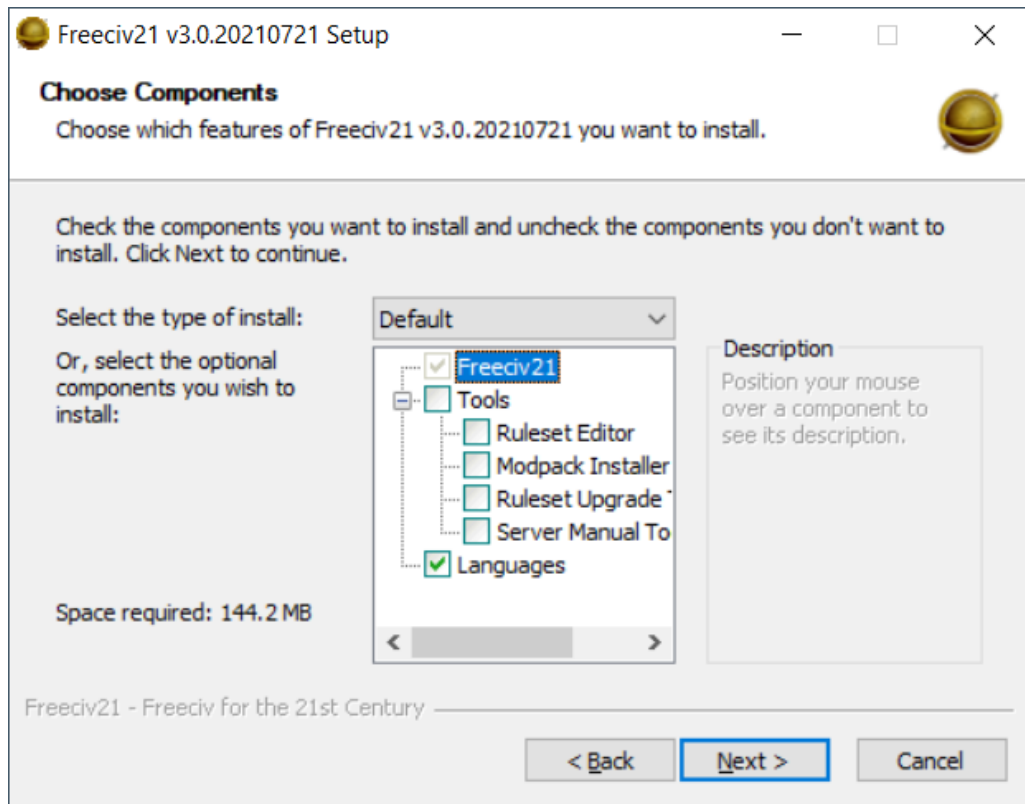 Freeciv21 v3.0.20210721 Setup
Choose Components
Choose which features of Freeciv21 v3.0.20210721 you want to install.
Check the components you want to install and uncheck the components you don't want to
install. Click Next to continue.
Select the type of install:
Default
Or, select the optional
components you wish to
install:
Freeciv21
Tools
Ruleset Editor
Modpack Installer
Ruleset Upgrade
Server Manual To
Languages
Description
Position your mouse
over a component to
see its description.
Space required: 144.2 MB
Freeciv21 - Freeciv for the 21st Century
< Back
Next >
Cancel